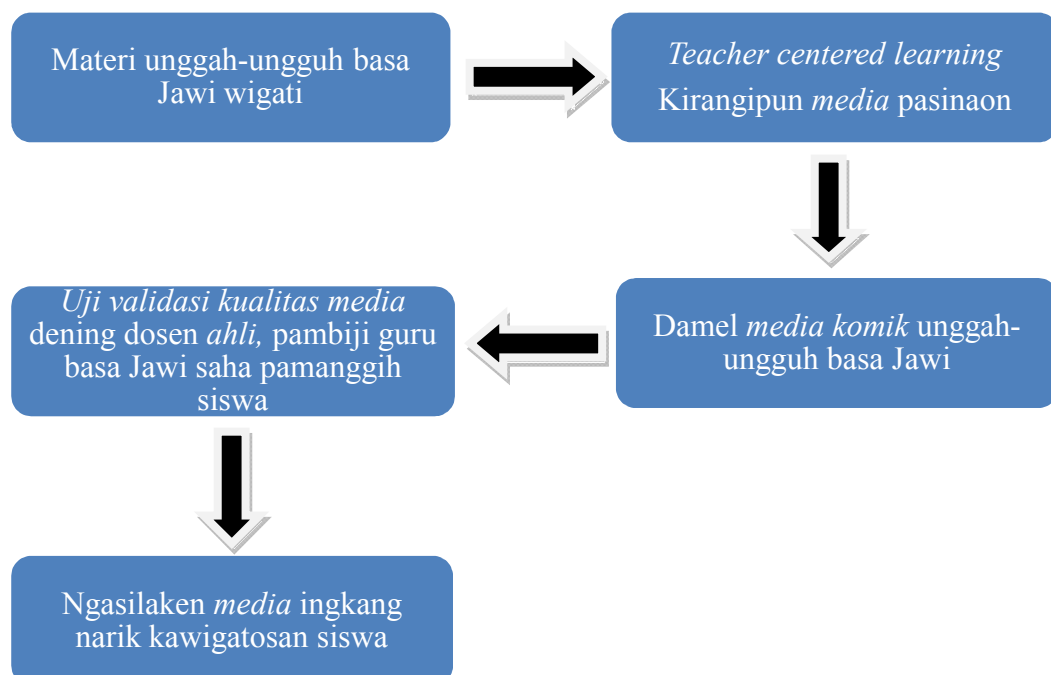 Materi unggah-ungguh basa
Jawi wigati
Teacher centered learning
Kirangipun media pasinaon
Damel media komik unggah-
ungguh basa Jawi
Uji validasi kualitas media
dening dosen ahli, pambiji guru
basa Jawi saha pamanggih
siswa
Ngasilaken media ingkang
narik kawigatosan siswa